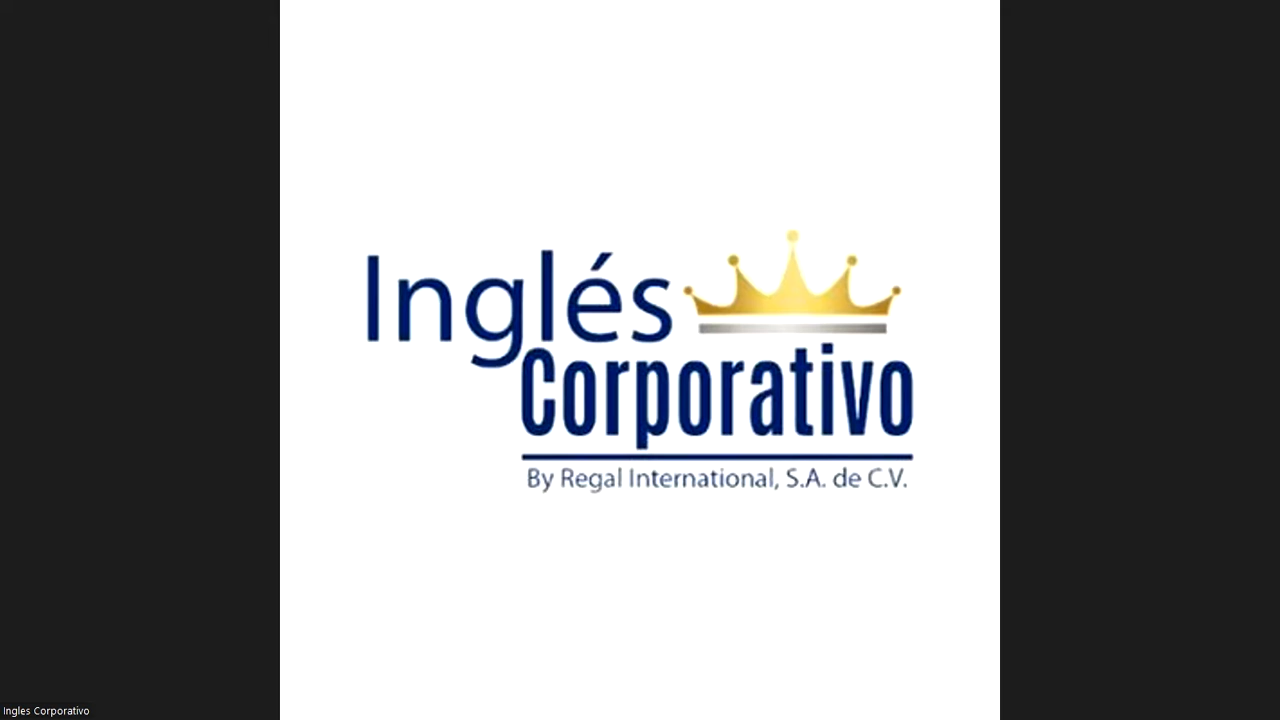 Inglés
Corporativo
By Regal International, S.A. de C.V.
Ingles Corporativo